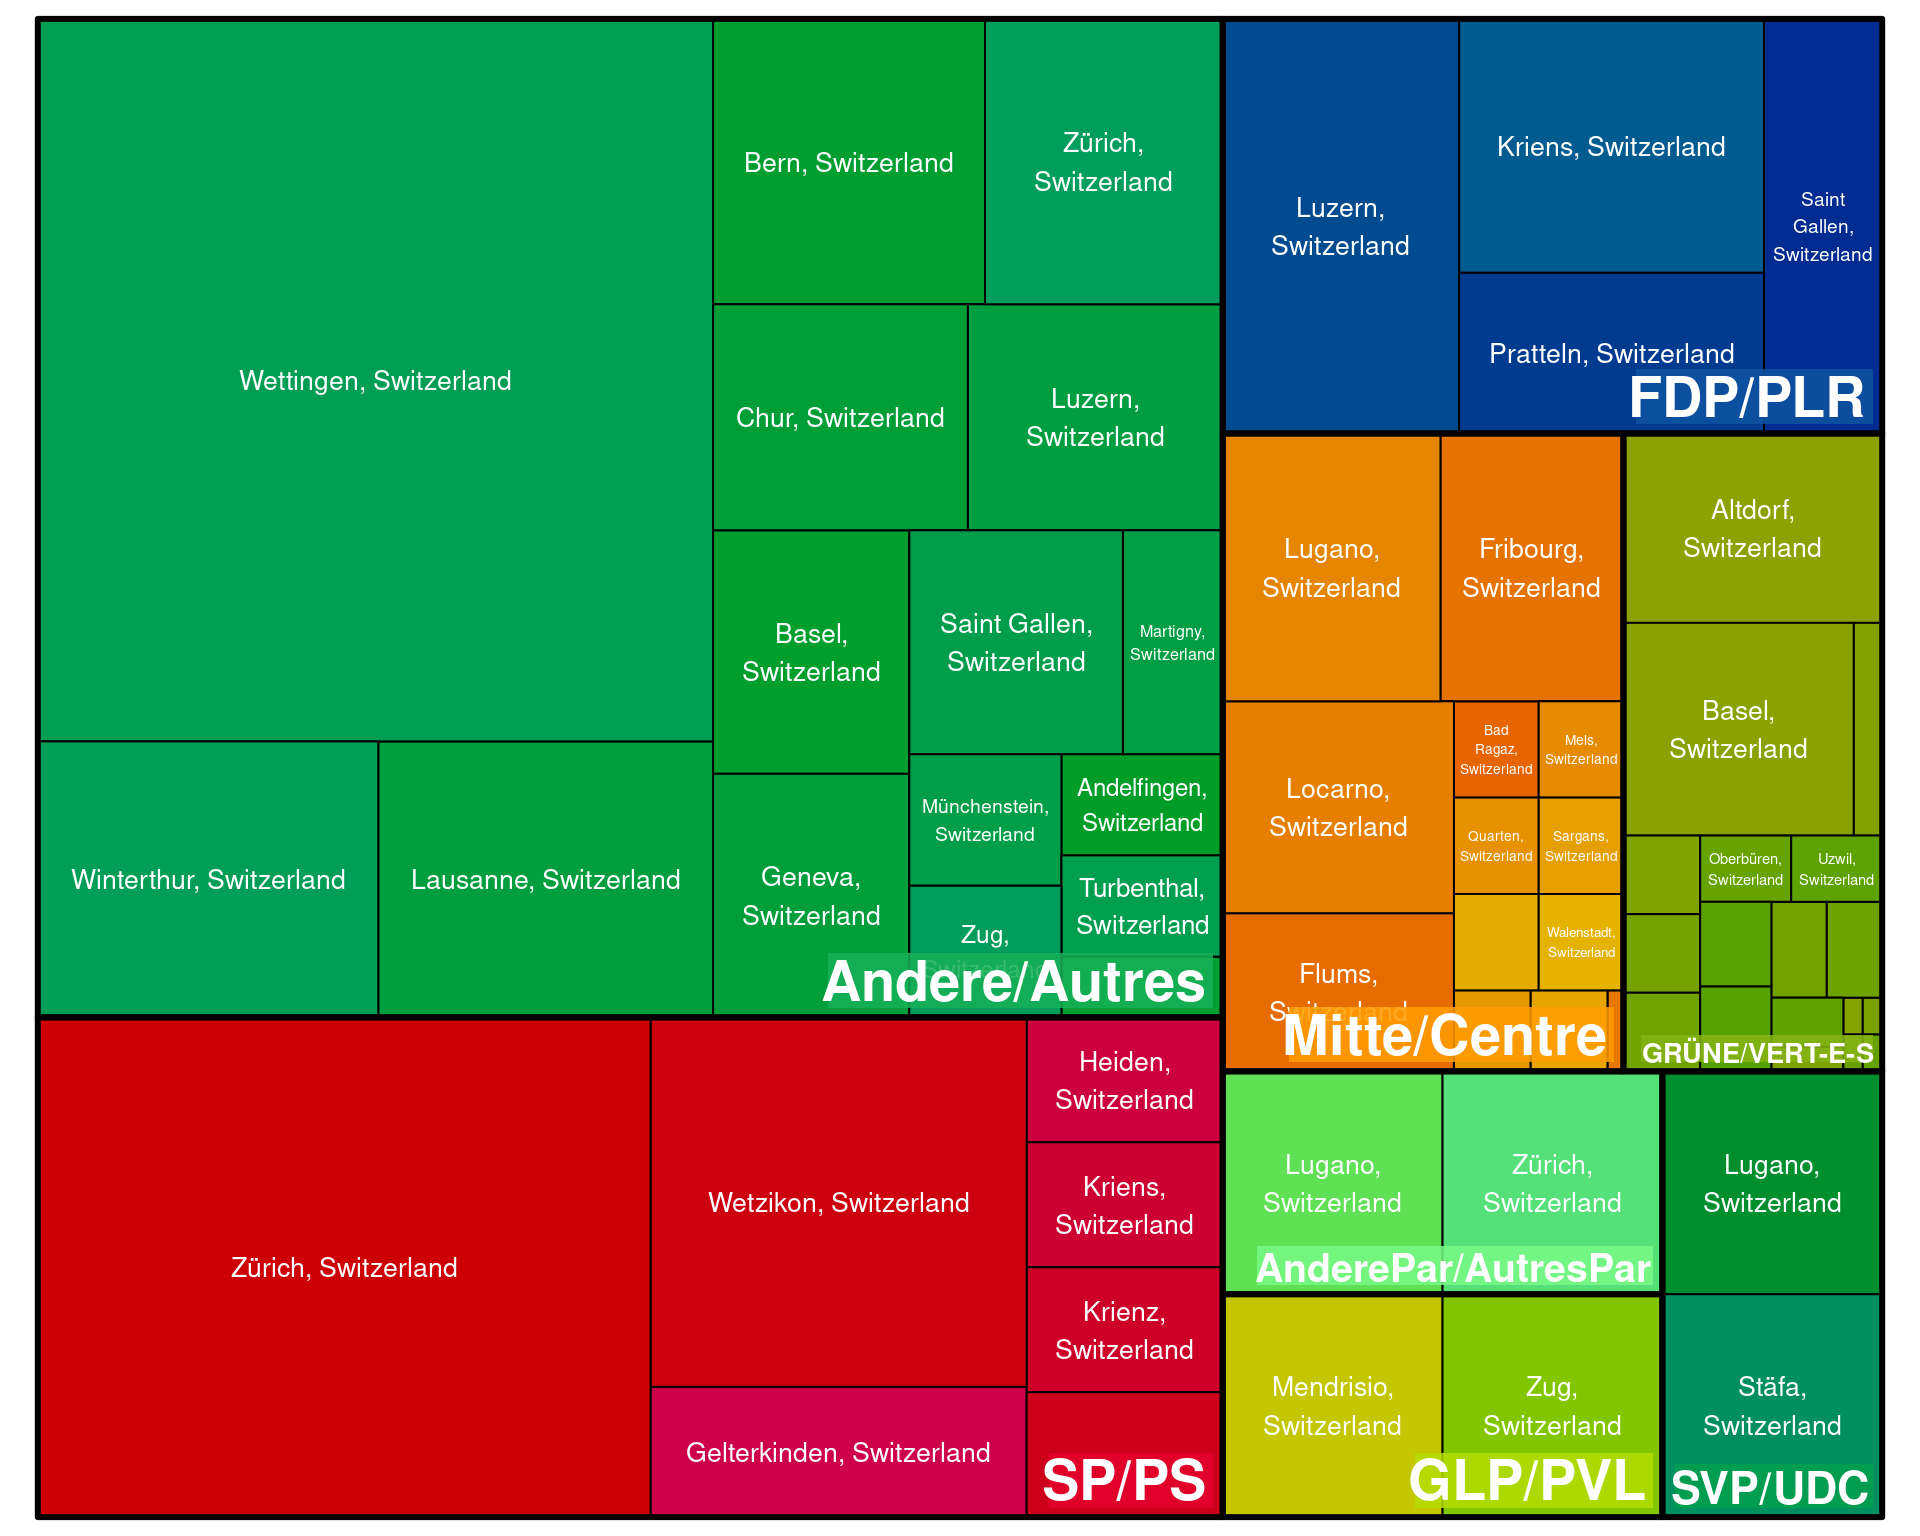 Wettingen, Switzerland
Bern, Switzerland
Zürich,
Switzerland
Chur, Switzerland
Luzern,
Switzerland
Basel,
Switzerland
Saint Gallen,
Switzerland
Martigny,
Switzerland
Winterthur, Switzerland
Lausanne, Switzerland
Geneva,
Switzerland
Münchenstein,
Switzerland
Andelfingen,
Switzerland
Turbenthal,
Switzerland
Zug,
Switzerland
Andere/Autres
Zürich, Switzerland
Wetzikon, Switzerland
Gelterkinden, Switzerland
Heiden,
Switzerland
Kriens,
Switzerland
Krienz,
Switzerland
SP/PS
Luzern,
Switzerland
Kriens, Switzerland
Pratteln, Switzerland
Saint
Gallen,
Switzerland
FDP/PLR
Lugano,
Switzerland
Fribourg,
Switzerland
Locarno,
Switzerland
Bad
Ragaz,
Switzerland
Mels,
Switzerland
Quarten,
Switzerland
Sargans,
Switzerland
Walenstadt,
Switzerland
Flums,
Switzerland
Mitte/Centre
Altdorf,
Switzerland
Basel,
Switzerland
Oberbüren,
Switzerland
Uzwil,
Switzerland
GRÜNE/VERT-E-S
Lugano,
Switzerland
Zürich,
Switzerland
AnderePar/AutresPar
Mendrisio,
Switzerland
Zug,
Switzerland
GLP/PVL
Lugano,
Switzerland
Stäfa,
Switzerland
SVP/UDC